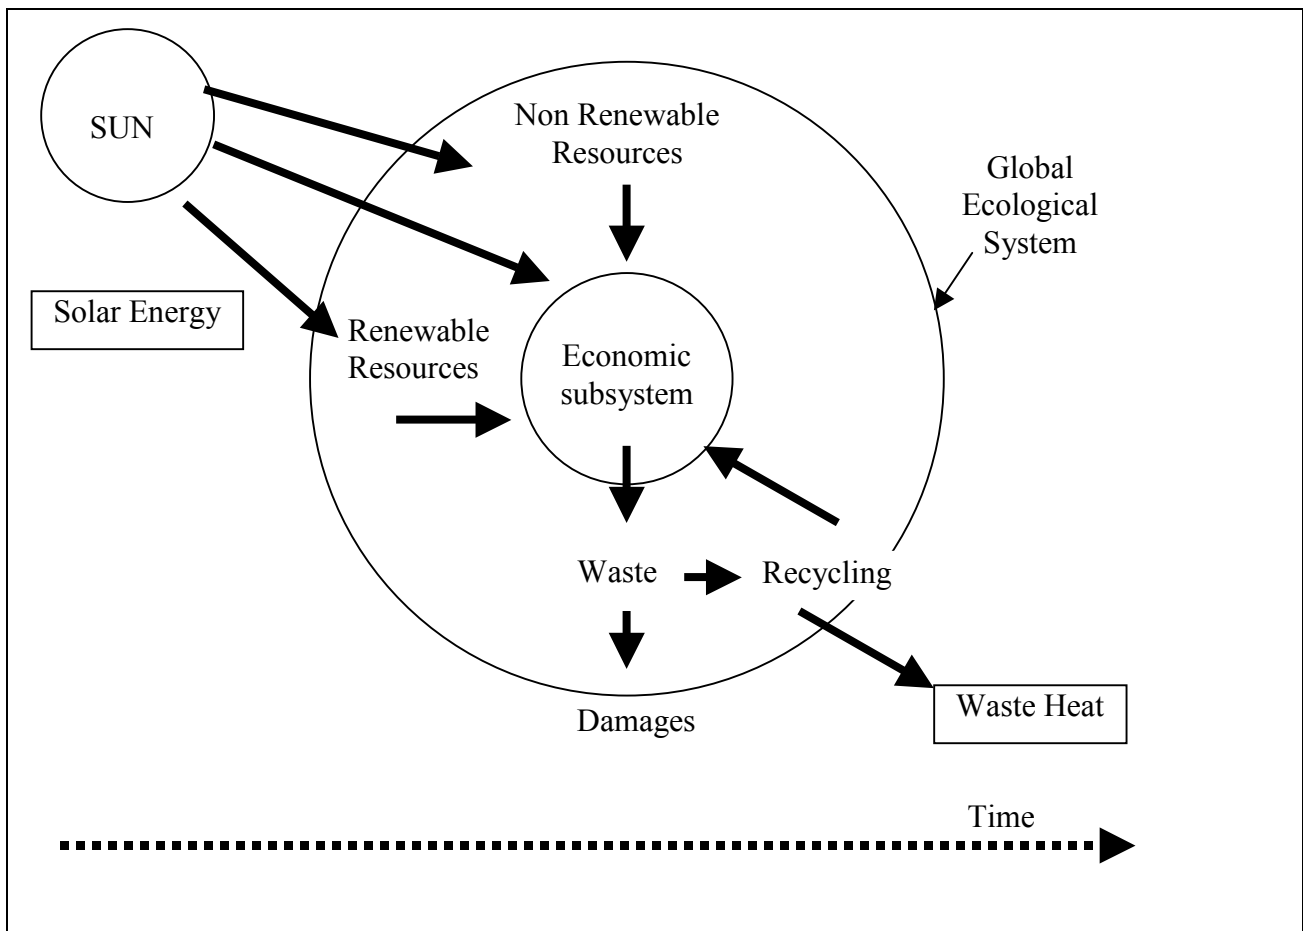 SUN
Non Renewable
Resources
Global
Ecological
System
Solar Energy
Renewable
Resources
Economic
subsystem
Waste
Recycling
Damages
Waste Heat
Time